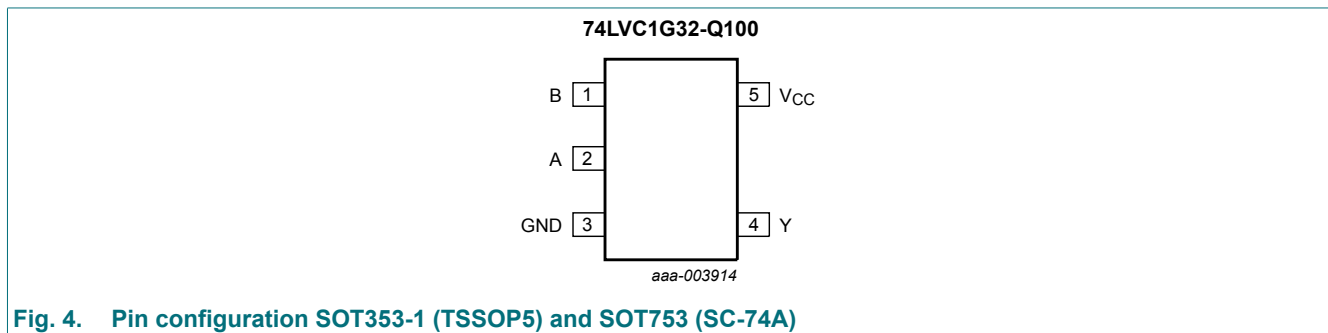 74LVC1G32-Q100
B 1 5 VCC
A 2
GND 3 4 Y
aaa-003914
Fig. 4. Pin configuration SOT353-1 (TSSOP5) and SOT753 (SC-74A)